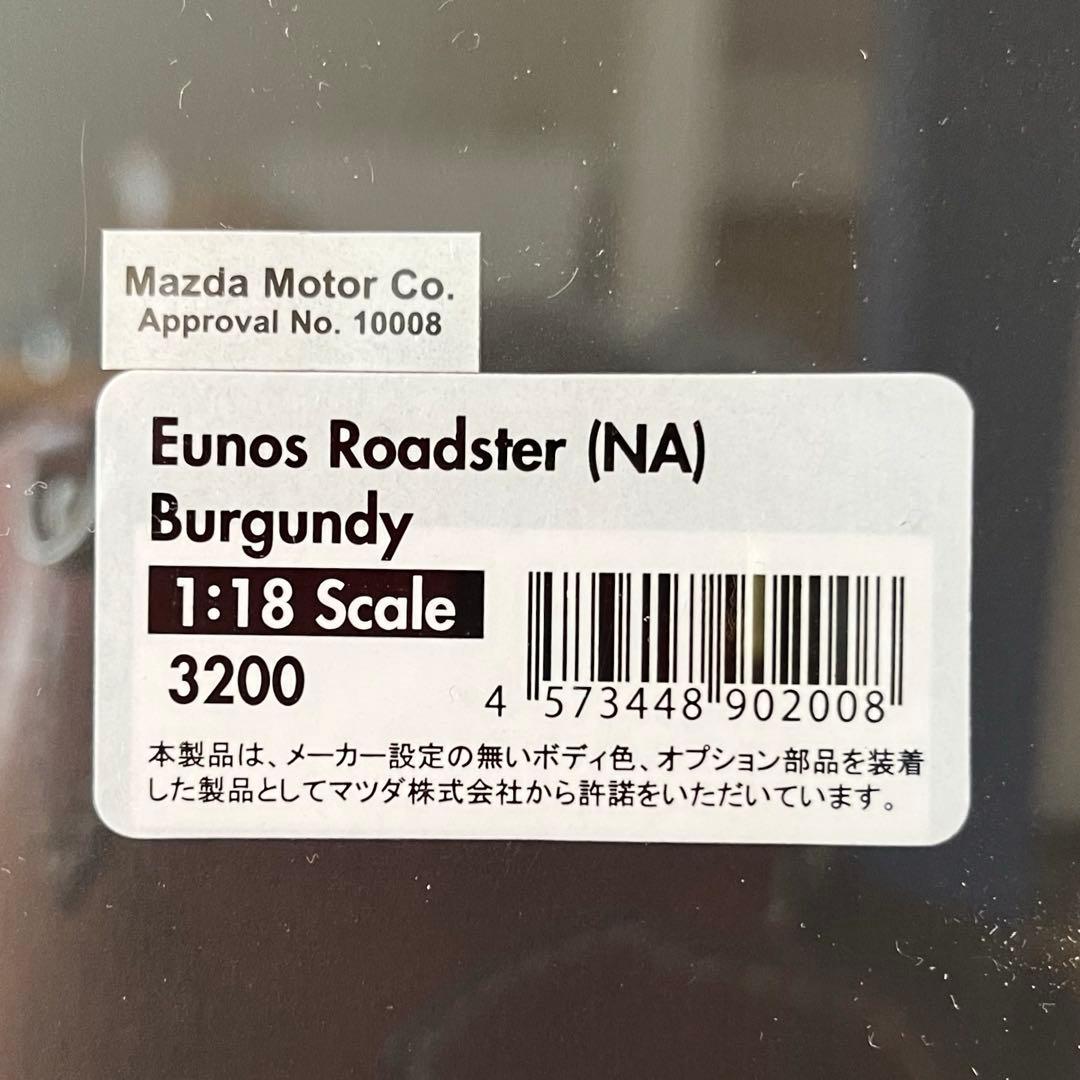 Mazda Motor Co.
Approval No. 10008
Eunos Roadster (NA)
Burgundy
1:18 Scale
3200
4 573448 902008
本製品は、メーカー設定の無いボディ色、オプション部品を装着
した製品としてマツダ株式会社から許諾をいただいています。